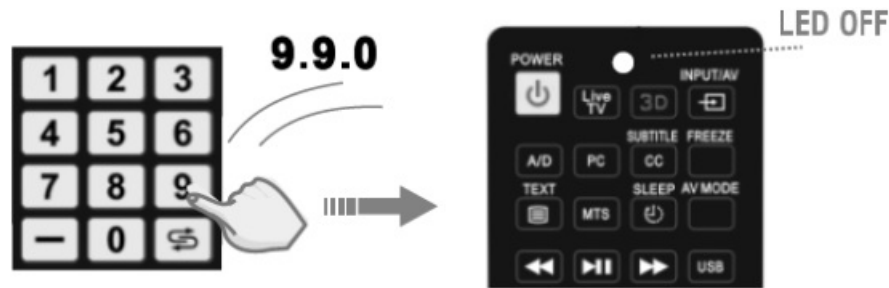 LED OFF
9.9.0
1 2 3
4 5 6
7 8 9
0
POWER
INPUT/AV
Live TV
3D
SUBTITLE FREEZE
A/D PC CC
TEXT SLEEP AV MODE
MTS
USB